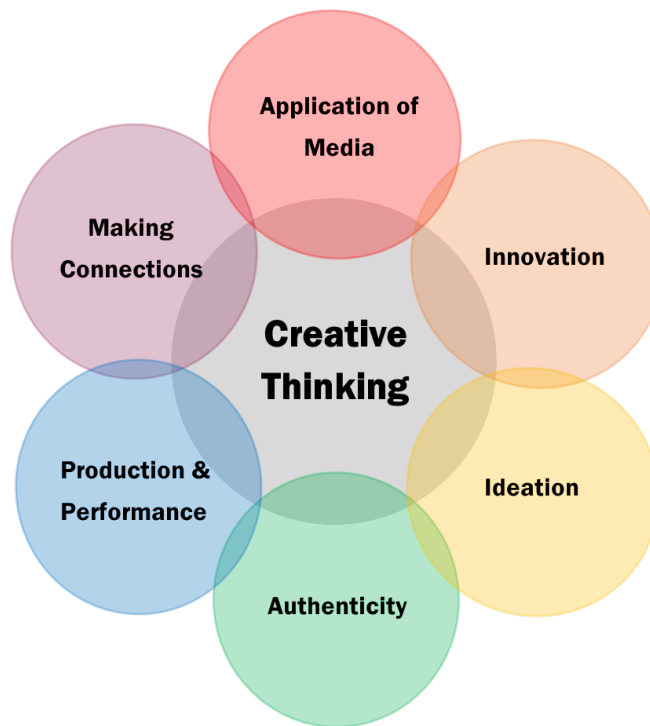 Application of
Media
Making
Connections
Innovation
Creative
Thinking
Production &
Performance
Ideation
Authenticity